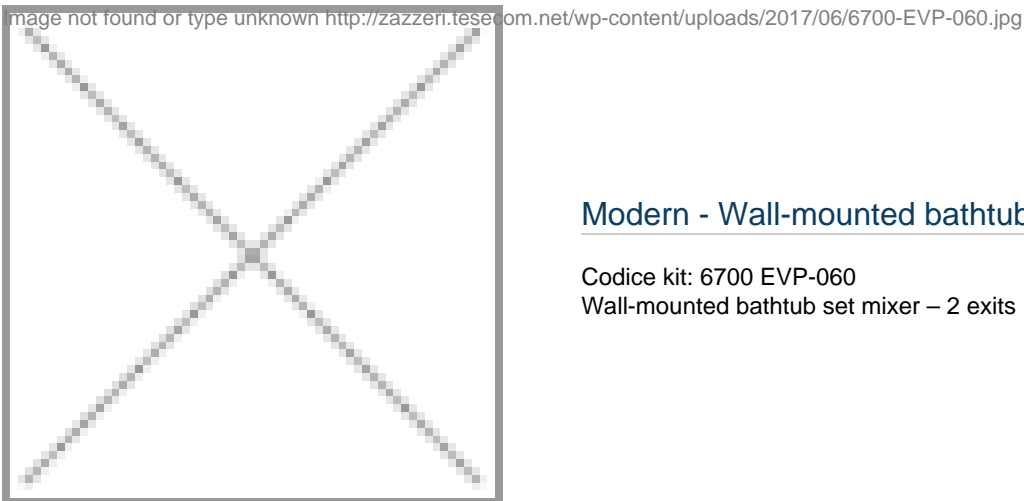 Image not found or type unknown http://zazzeri.tesecom.net/wp-content/uploads/2017/06/6700-EVP-060.jpg
Modern - Wall-mounted bathtub
Codice kit: 6700 EVP-060
Wall-mounted bathtub set mixer – 2 exits